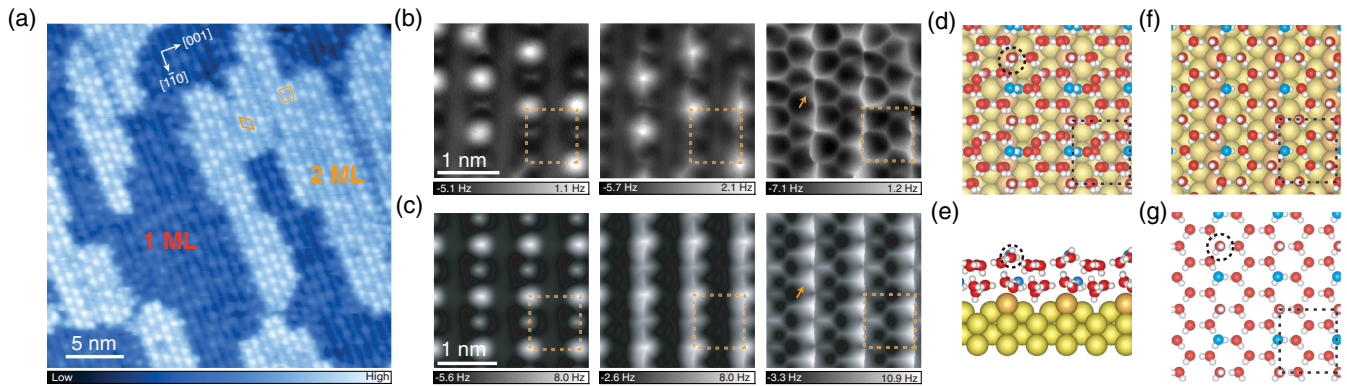 (a)
[001]
[11̄0]
2 ML
1 ML
5 nm
Low
High
(b)
1 nm
-5.1 Hz
1.1 Hz
-5.7 Hz
2.1 Hz
-7.1 Hz
1.2 Hz
(c)
1 nm
-5.6 Hz
8.0 Hz
-2.6 Hz
8.0 Hz
-3.3 Hz
10.9 Hz
(d)
(f)
(e)
(g)